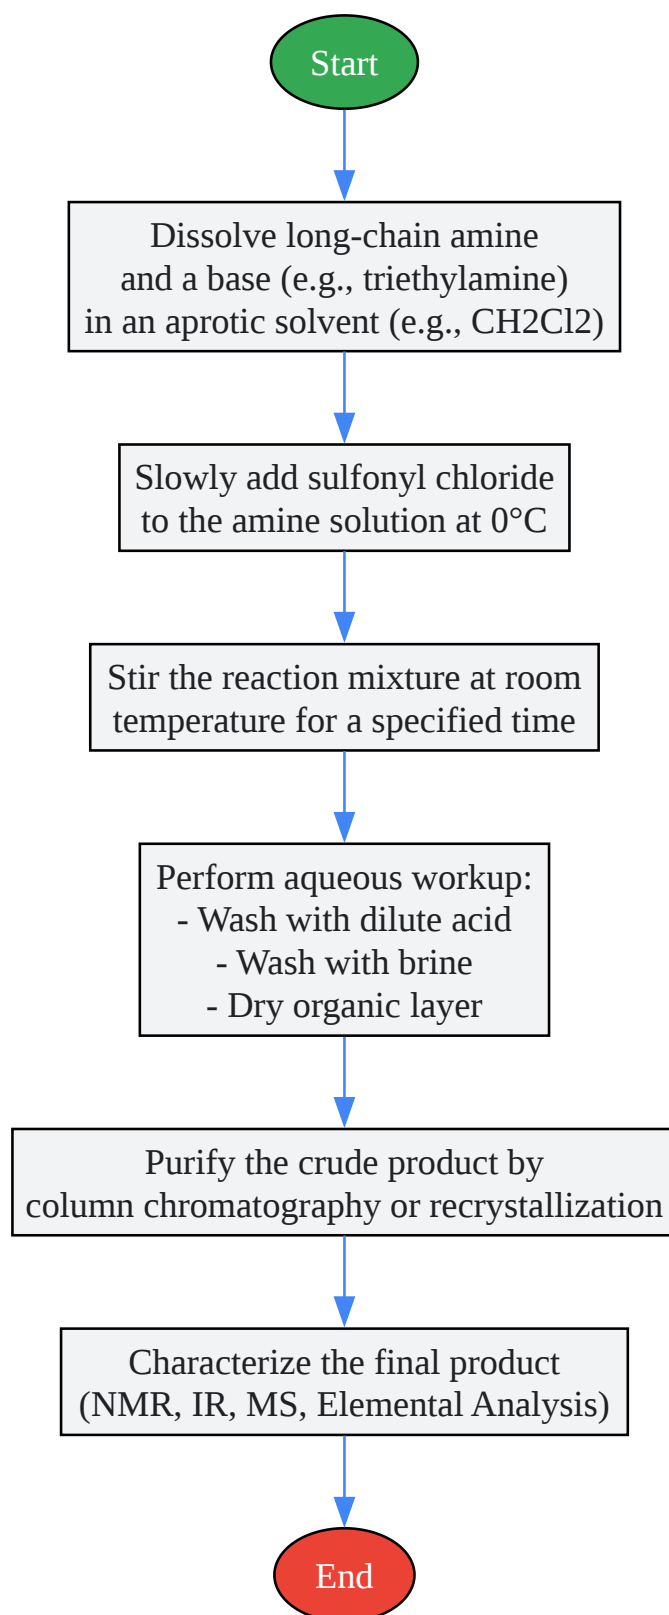 Start
Dissolve long-chain amine
and a base (e.g., triethylamine)
in an aprotic solvent (e.g., CH2Cl2)
Slowly add sulfonyl chloride
to the amine solution at 0°C
Stir the reaction mixture at room
temperature for a specified time
Perform aqueous workup:
- Wash with dilute acid
- Wash with brine
- Dry organic layer
Purify the crude product by
column chromatography or recrystallization
Characterize the final product
(NMR, IR, MS, Elemental Analysis)
End